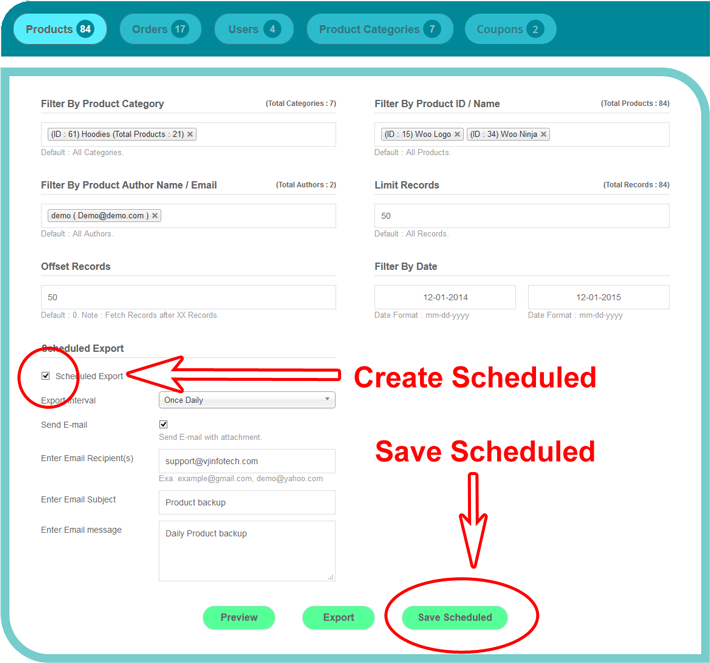 Products 84 Orders 17 Users 4 Product Categories 7 Coupons 2
Filter By Product Category (Total Categories : 7)
(ID : 61) Hoodies (Total Products : 21) ×
Default : All Categories.
Filter By Product ID / Name (Total Products : 84)
(ID : 15) Woo Logo × (ID : 34) Woo Ninja ×
Default : All Products.
Filter By Product Author Name / Email (Total Authors : 2)
demo ( Demo@demo.com ) ×
Default : All Authors.
Limit Records (Total Records : 84)
50
Default : All Records.
Offset Records
50
Default : 0. Note : Fetch Records after XX Records.
Filter By Date
12-01-2014 12-01-2015
Date Format : mm-dd-yyyy Date Format : mm-dd-yyyy
Scheduled Export
Scheduled Export
Create Scheduled
Export Interval Once Daily
Send E-mail
Send E-mail with attachment.
Save Scheduled
Enter Email Recipient(s) support@vjinfotech.com
Exa. example@gmail.com, demo@yahoo.com
Enter Email Subject Product backup
Enter Email message Daily Product backup
Preview Export Save Scheduled